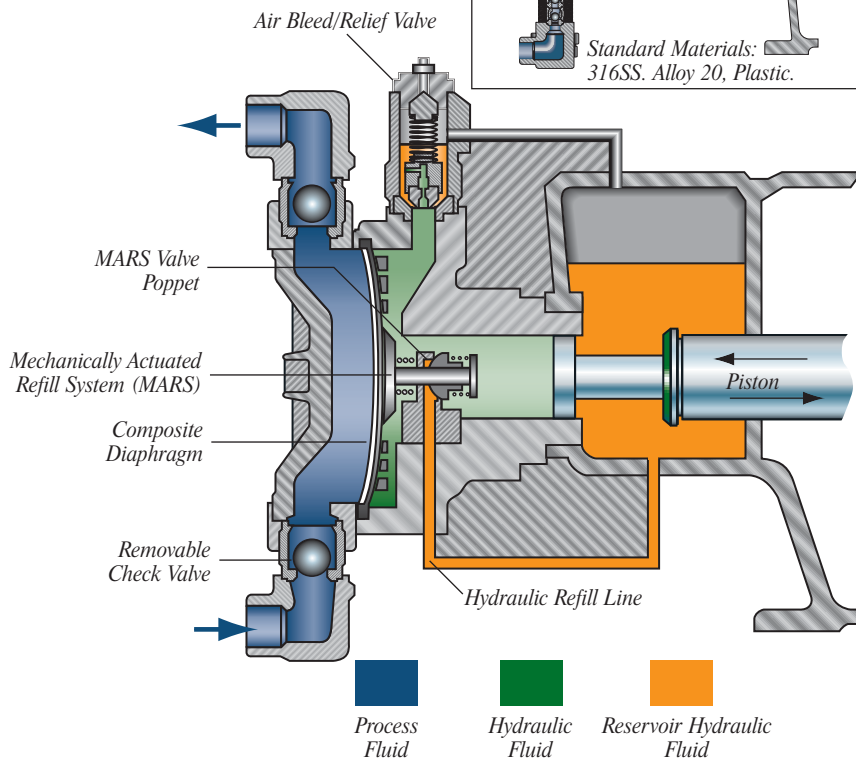 Air Bleed/Relief Valve
Standard Materials:
316SS. Alloy 20, Plastic.
MARS Valve
Poppet
Mechanically Actuated
Refill System (MARS)
Piston
Composite
Diaphragm
Removable
Check Valve
Hydraulic Refill Line
Process
Fluid
Hydraulic
Fluid
Reservoir Hydraulic
Fluid